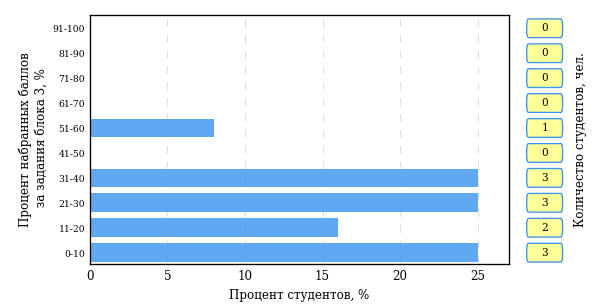 Процент набранных баллов
за задания блока 3, %
91-100 0
81-90 0
71-80 0
61-70 0
51-60 1
41-50 0
31-40 3
21-30 3
11-20 2
0-10 3
0 5 10 15 20 25
Процент студентов, %
Количество студентов, чел.